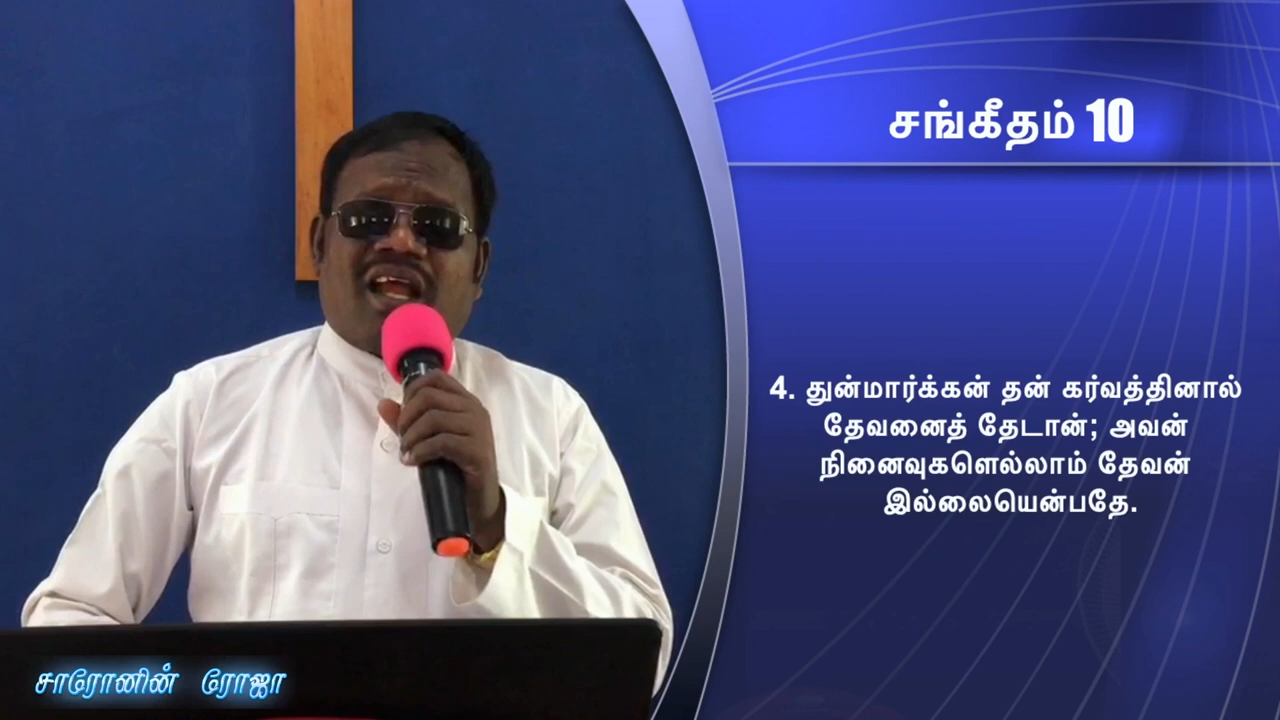 சங்கீதம் 10
4. துன்மார்க்கன் தன் கர்வத்தினால்
தேவனைத் தேடான்; அவன்
நினைவுகளெல்லாம் தேவன்
இல்லையென்பதே.
சாரோனின் ரோஜா